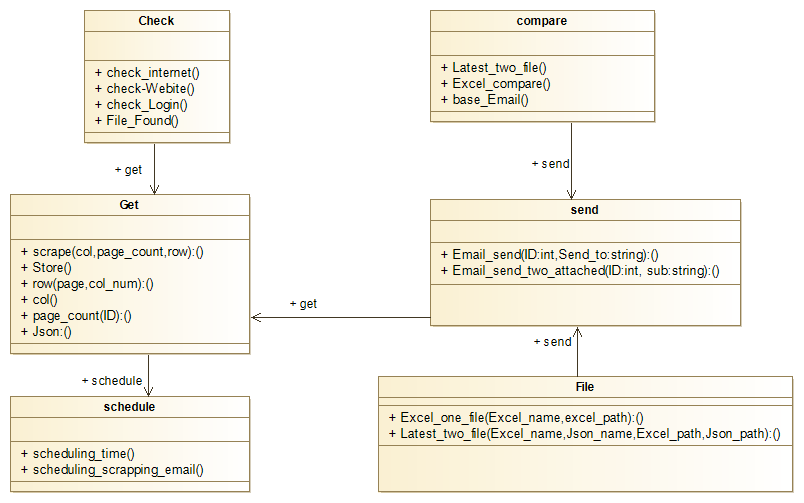 Check
+ check_internet()
+ check-Webite()
+ check_Login()
+ File_Found()
compare
+ Latest_two_file()
+ Excel_compare()
+ base_Email()
+ get
+ send
Get
+ scrape(col,page_count,row):()
+ Store()
+ row(page,col_num):()
+ col()
+ page_count(ID):()
+ Json:()
send
+ Email_send(ID:int,Send_to:string):()
+ Email_send_two_attached(ID:int, sub:string):()
+ get
+ send
+ schedule
schedule
+ scheduling_time()
+ scheduling_scrapping_email()
File
+ Excel_one_file(Excel_name,excel_path):()
+ Latest_two_file(Excel_name,Json_name,Excel_path,Json_path):()